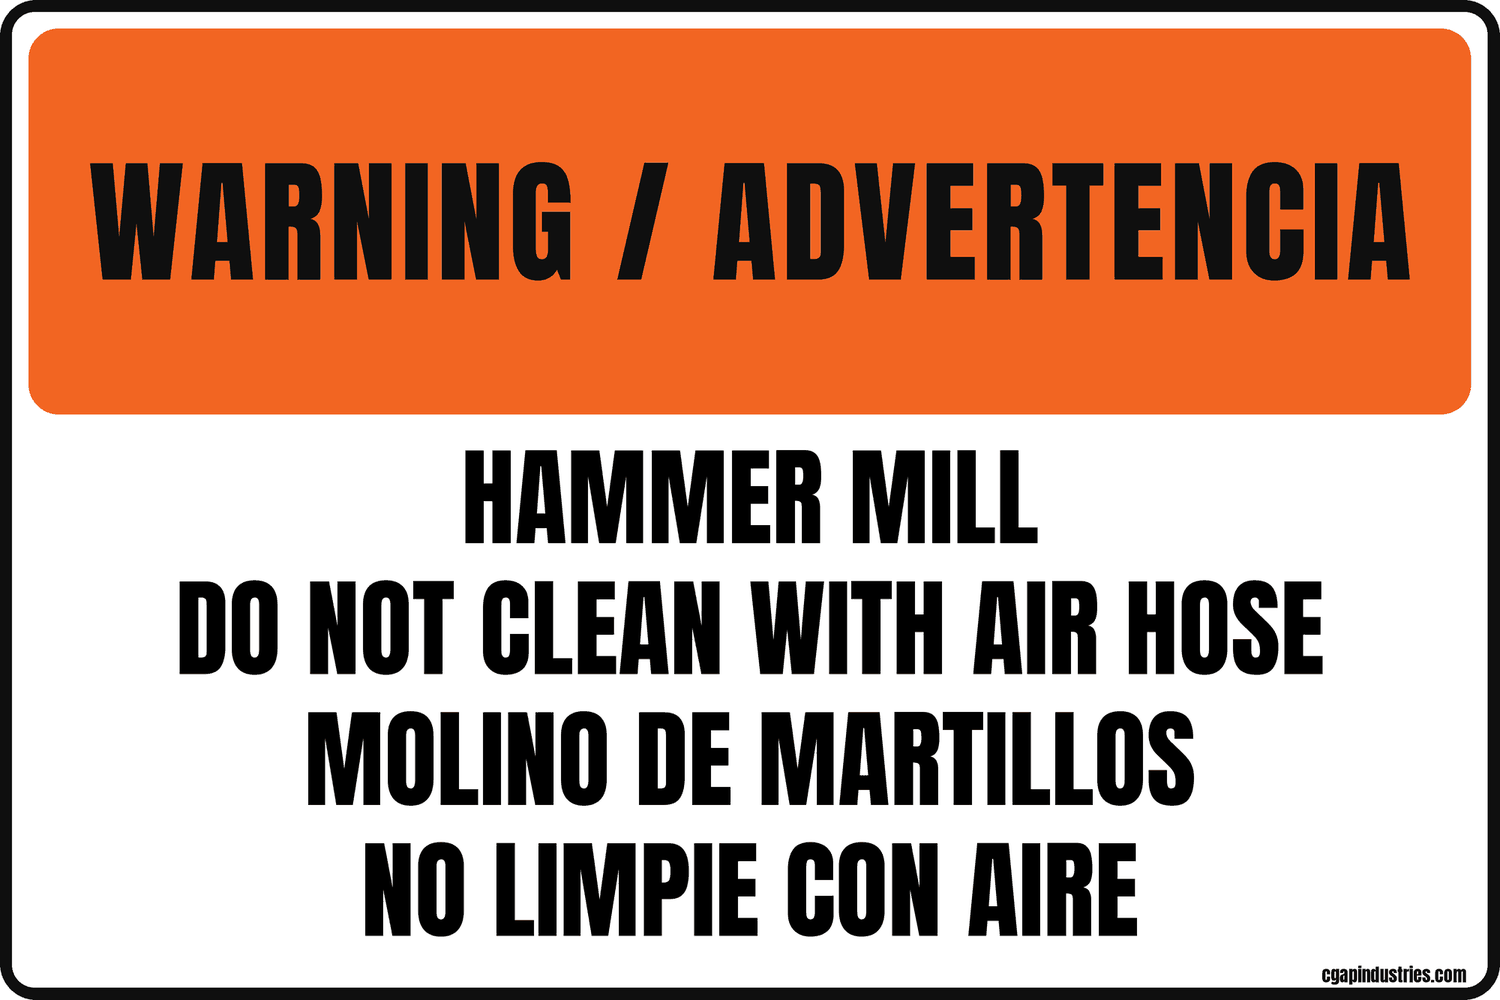 WARNING / ADVERTENCIA
HAMMER MILL
DO NOT CLEAN WITH AIR HOSE
MOLINO DE MARTILLOS
NO LIMPIE CON AIRE
cgapindustries.com